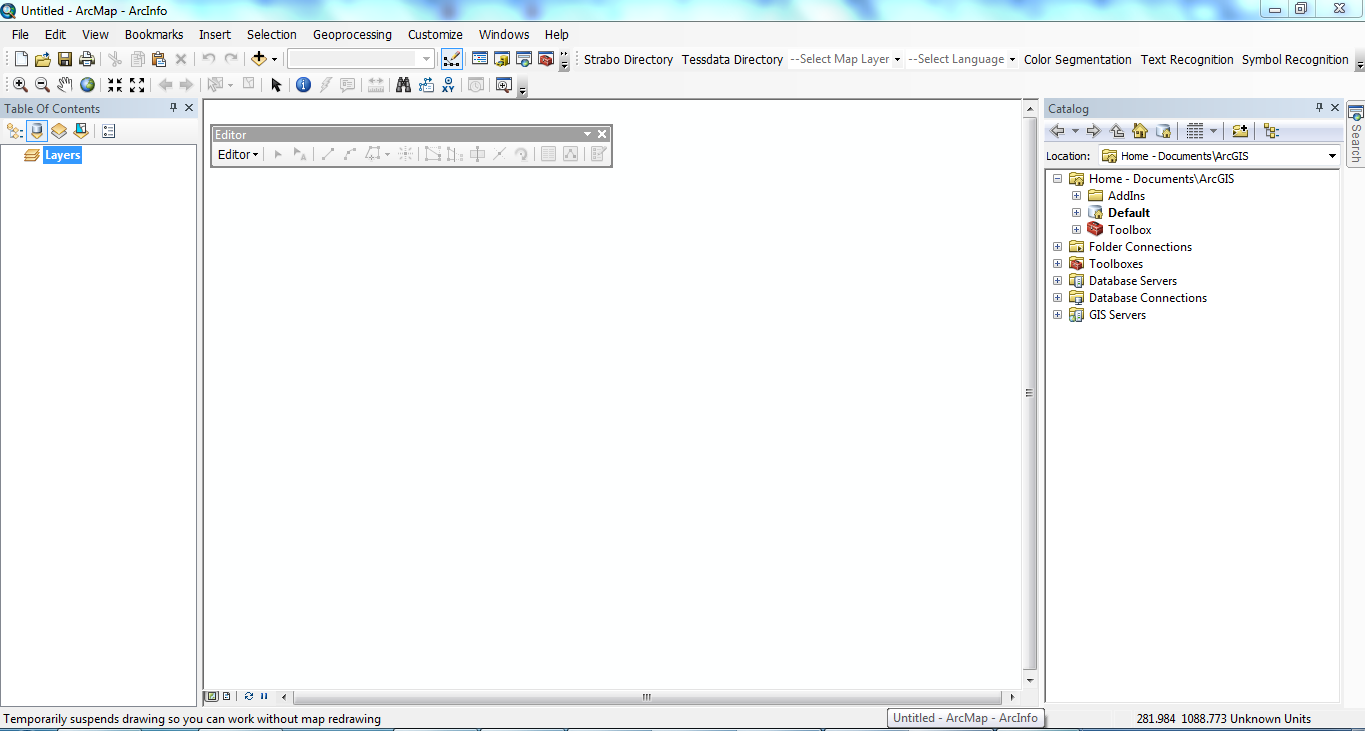 Untitled - ArcMap - ArcInfo
File Edit View Bookmarks Insert Selection Geoprocessing Customize Windows Help
Strabo Directory Tessdata Directory --Select Map Layer --Select Language Color Segmentation Text Recognition Symbol Recognition
Table Of Contents
Layers
Editor
Editor
Catalog
Location: Home - Documents\ArcGIS
Home - Documents\ArcGIS
AddIns
Default
Toolbox
Folder Connections
Toolboxes
Database Servers
Database Connections
GIS Servers
Search
Temporarily suspends drawing so you can work without map redrawing
Untitled - ArcMap - ArcInfo
281.984 1088.773 Unknown Units